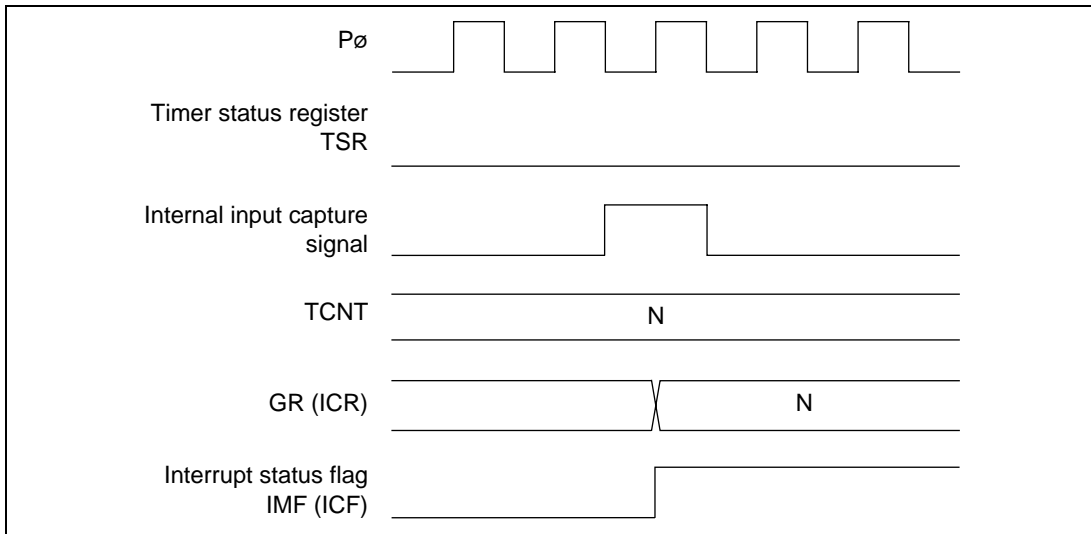 Pø
Timer status register
TSR
Internal input capture
signal
TCNT
N
GR (ICR)
N
Interrupt status flag
IMF (ICF)